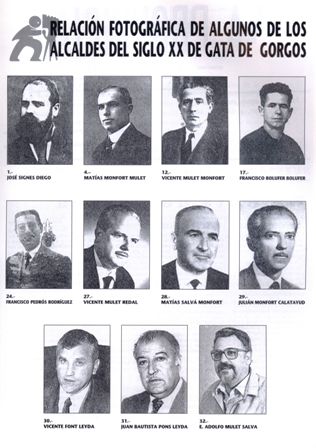 RELACIÓN FOTOGRÁFICA DE ALGUNOS DE LOS
ALCALDES DEL SIGLO XX DE GATA DE GORGOS
1.-
JOSÉ SIGNES DIEGO
4.-
MATÍAS MONFORT MULET
12.-
VICENTE MULET MONFORT
17.-
FRANCISCO BOLUFER BOLUFER
24.-
FRANCISCO PEDRÓS RODRÍGUEZ
27.-
VICENTE MULET REDAL
28.-
MATÍAS SALVÁ MONFORT
29.-
JULIÁN MONFORT CALATAYUD
30.-
VICENTE FONT LEYDA
31.-
JUAN BAUTISTA PONS LEYDA
32.-
E. ADOLFO MULET SALVA